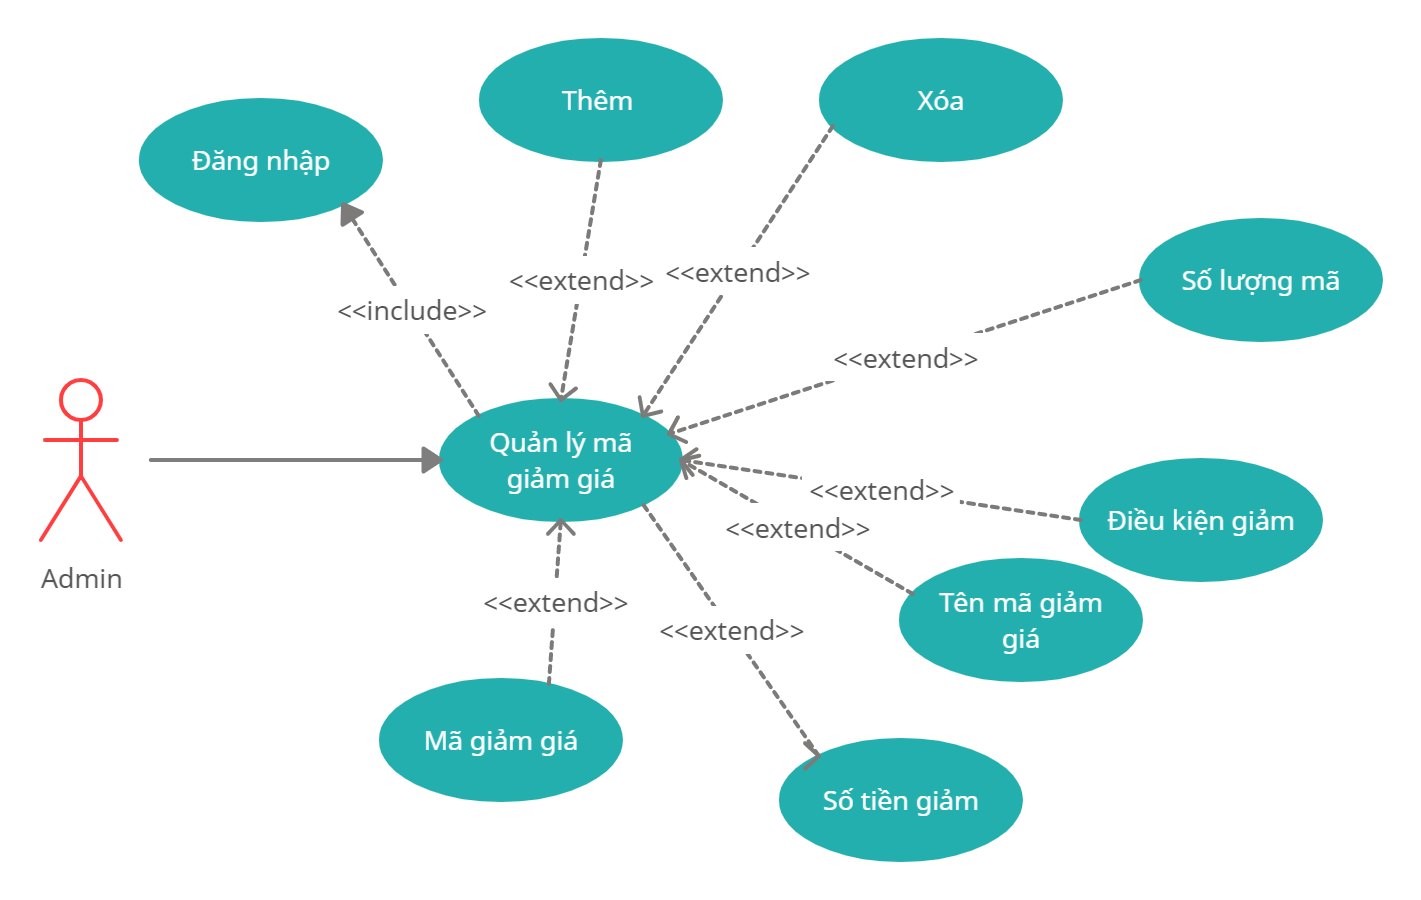 Thêm
Xóa
Đăng nhập
<<extend>>
<<extend>>
Số lượng mã
<<include>>
<<extend>>
Quản lý mã
giảm giá
<<extend>>
Điều kiện giảm
<<extend>>
Admin
<<extend>>
Tên mã giảm
giá
<<extend>>
Mã giảm giá
Số tiền giảm